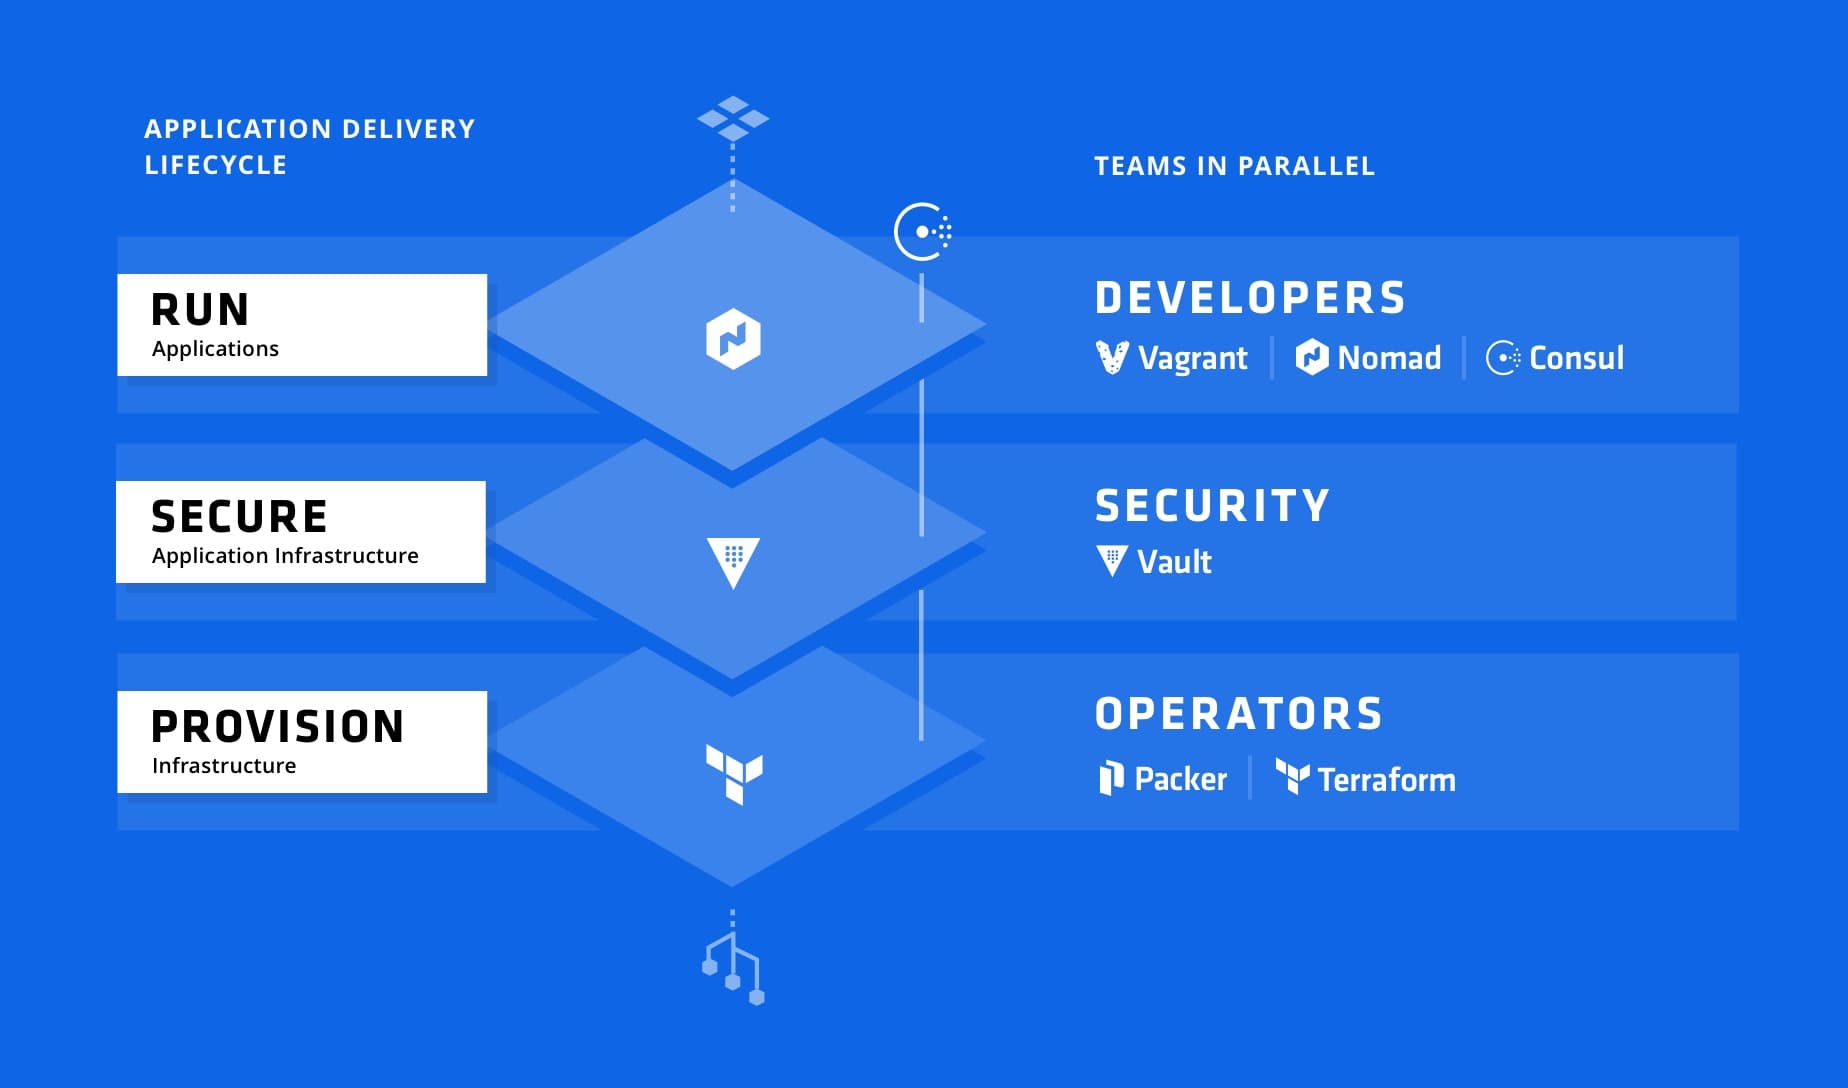 APPLICATION DELIVERY
LIFECYCLE
TEAMS IN PARALLEL
RUN
Applications
DEVELOPERS
Vagrant
Nomad
Consul
SECURE
Application Infrastructure
SECURITY
Vault
PROVISION
Infrastructure
OPERATORS
Packer
Terraform